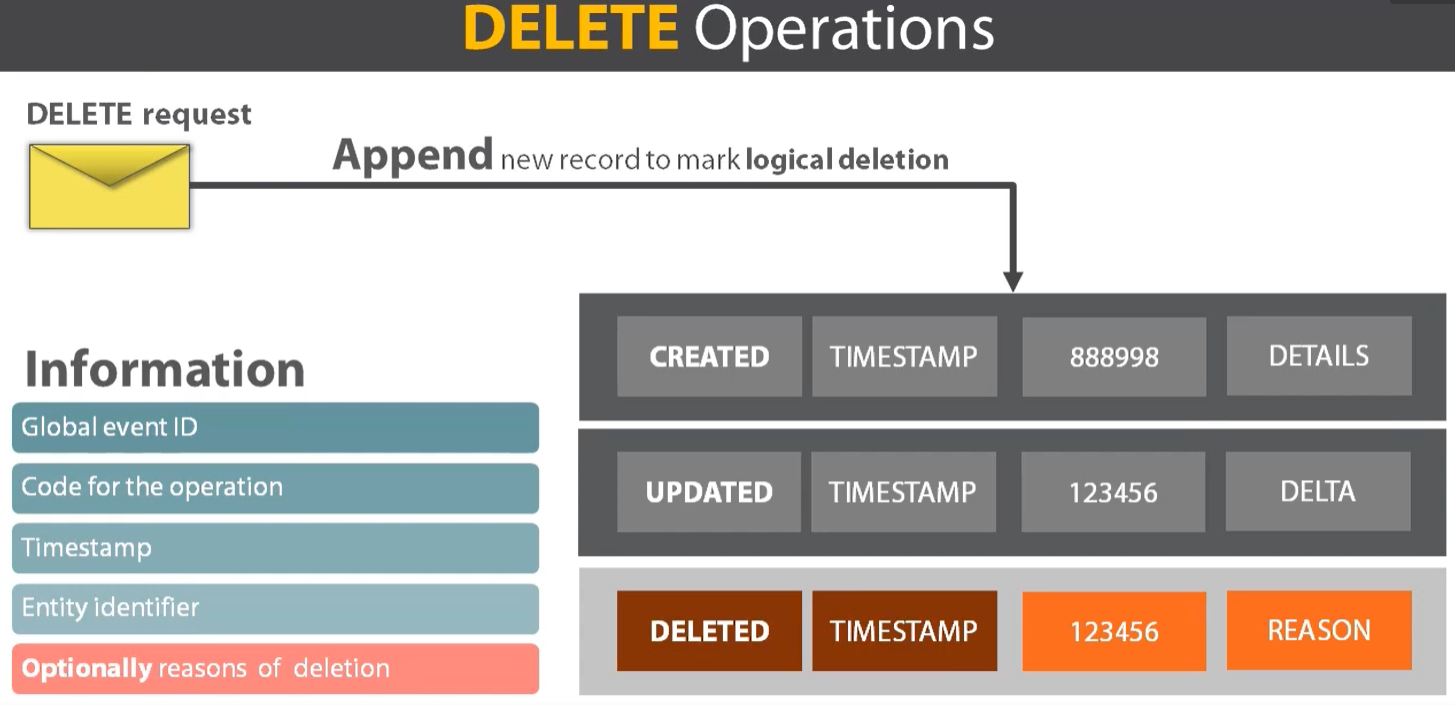 DELETE Operations
DELETE request
Append new record to mark logical deletion
Information
Global event ID
Code for the operation
Timestamp
Entity identifier
Optionally reasons of deletion
CREATED TIMESTAMP 888998 DETAILS
UPDATED TIMESTAMP 123456 DELTA
DELETED TIMESTAMP 123456 REASON